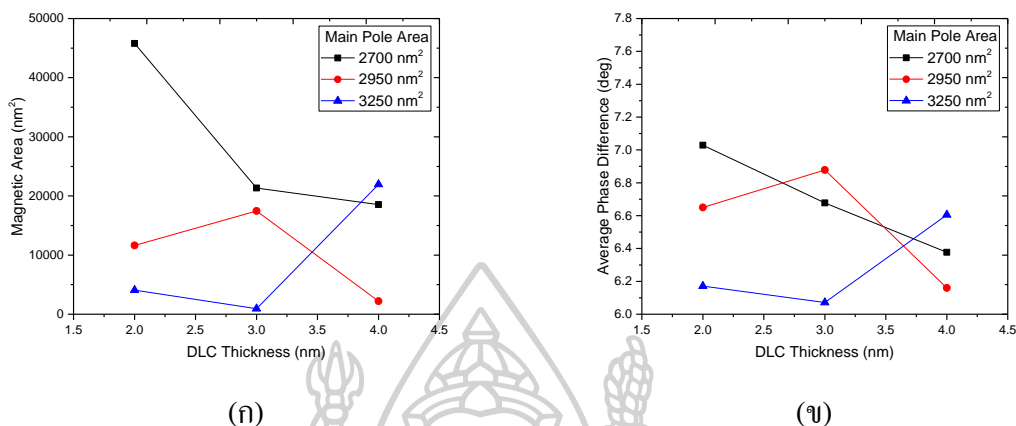 50000
40000
30000
20000
10000
0
Magnetic Area (nm²)
1.5 2.0 2.5 3.0 3.5 4.0 4.5
DLC Thickness (nm)
Main Pole Area
2700 nm²
2950 nm²
3250 nm²
(ก)
7.8
7.6
7.4
7.2
7.0
6.8
6.6
6.4
6.2
6.0
Average Phase Difference (deg)
1.5 2.0 2.5 3.0 3.5 4.0 4.5
DLC Thickness (nm)
Main Pole Area
2700 nm²
2950 nm²
3250 nm²
(ข)